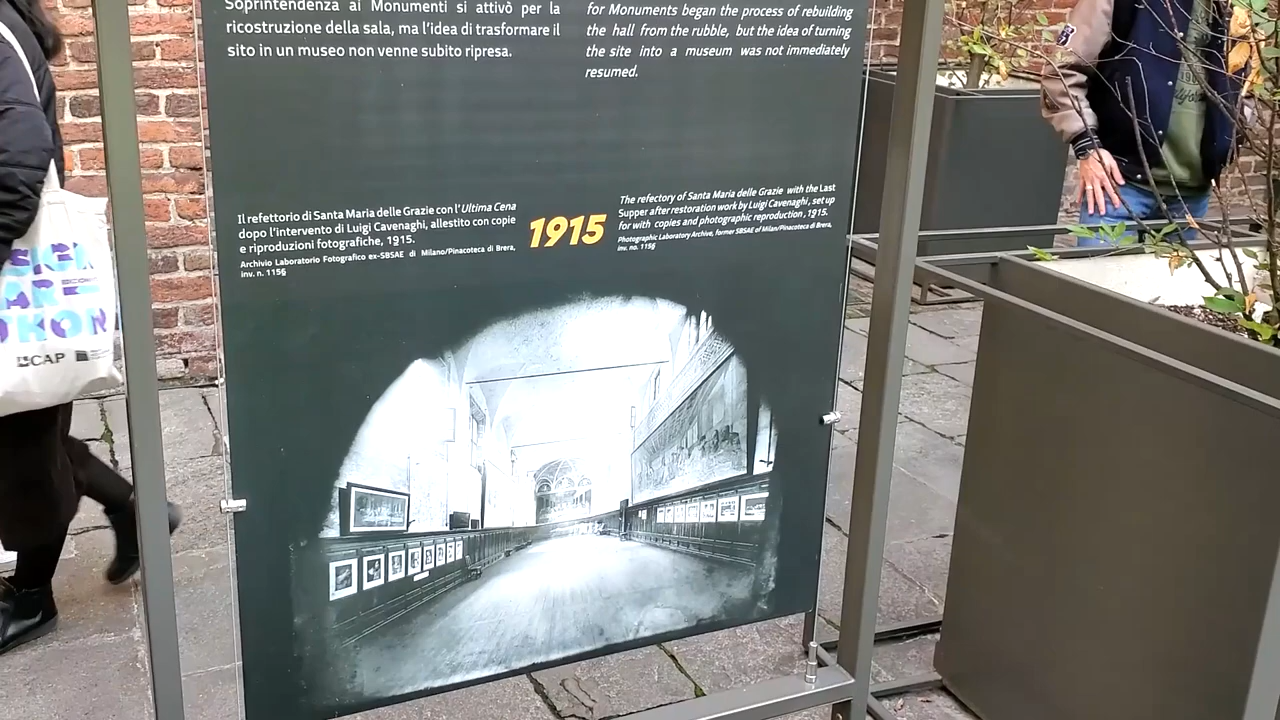 Soprintendenza ai Monumenti si attivò per la
ricostruzione della sala, ma l'idea di trasformare il
sito in un museo non venne subito ripresa.
for Monuments began the process of rebuilding
the hall from the rubble, but the idea of turning
the site into a museum was not immediately
resumed.
Il refettorio di Santa Maria delle Grazie con l'Ultima Cena
dopo l'intervento di Luigi Cavenaghi, allestito con copie
e riproduzioni fotografiche, 1915.
Archivio Laboratorio Fotografico ex-SBSAE di Milano/Pinacoteca di Brera,
inv. n. 1156
1915
The refectory of Santa Maria delle Grazie with the Last
Supper after restoration work by Luigi Cavenaghi, set up
for with copies and photographic reproduction, 1915.
Photographic Laboratory Archive, former SBSAE of Milan/Pinacoteca di Brera,
inv. no. 1156
CAP